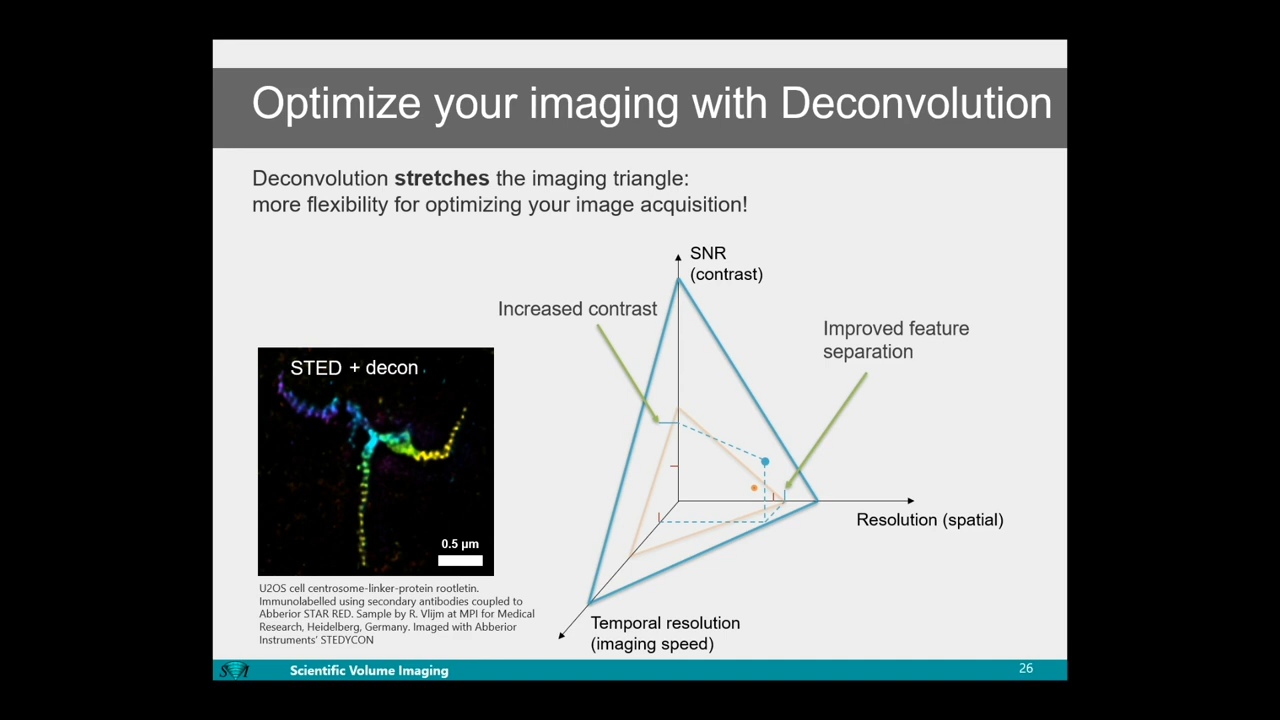 Optimize your imaging with Deconvolution
Deconvolution stretches the imaging triangle:
more flexibility for optimizing your image acquisition!
SNR
(contrast)
Increased contrast
Improved feature
separation
STED + decon
0.5 µm
Resolution (spatial)
U2OS cell centrosome-linker-protein rootletin.
Immunolabelled using secondary antibodies coupled to
Abberior STAR RED. Sample by R. Vlijm at MPI for Medical
Research, Heidelberg, Germany. Imaged with Abberior
Instruments’ STEDYCON
Temporal resolution
(imaging speed)
SVI
Scientific Volume Imaging
26